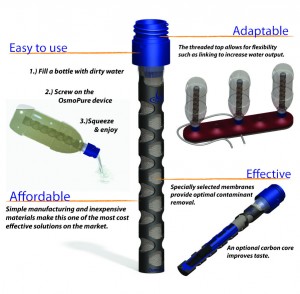 Easy to use
1.) Fill a bottle with dirty water
2.) Screw on the
OsmoPure device
3.)Squeeze
& enjoy
Adaptable
The threaded top allows for flexibility
such as linking to increase water output.
Affordable
Simple manufacturing and inexpensive
materials make this one of the most cost
effective solutions on the market.
Effective
Specially selected membranes
provide optimal contaminant
removal.
An optional carbon core
improves taste.